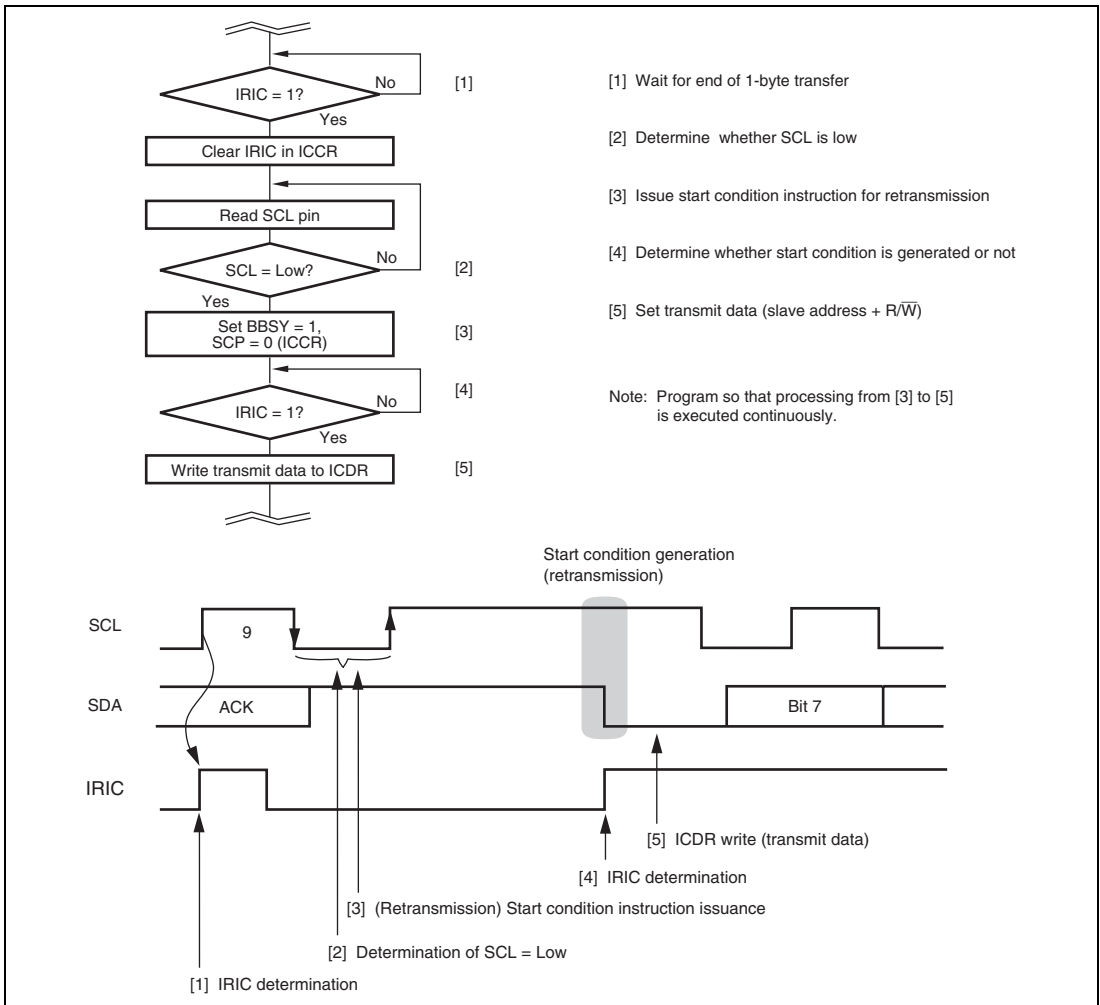 IRIC = 1?
No
Yes
[1]
Clear IRIC in ICCR
Read SCL pin
SCL = Low?
No
Yes
[2]
Set BBSY = 1,
SCP = 0 (ICCR)
[3]
IRIC = 1?
No
Yes
[4]
Write transmit data to ICDR
[5]
[1] Wait for end of 1-byte transfer
[2] Determine whether SCL is low
[3] Issue start condition instruction for retransmission
[4] Determine whether start condition is generated or not
[5] Set transmit data (slave address + R/W̅)
Note: Program so that processing from [3] to [5]
is executed continuously.
Start condition generation
(retransmission)
SCL
9
SDA
ACK
Bit 7
IRIC
[5] ICDR write (transmit data)
[4] IRIC determination
[3] (Retransmission) Start condition instruction issuance
[2] Determination of SCL = Low
[1] IRIC determination